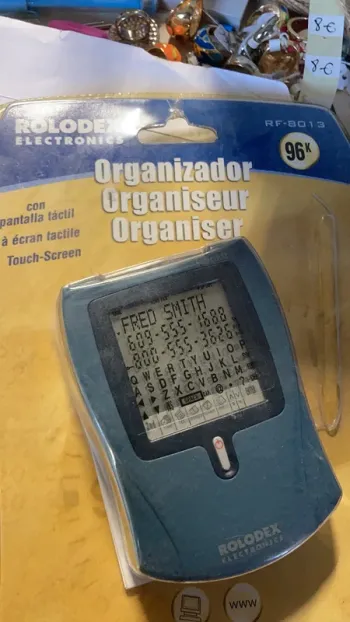 8-€
8-€
ROLODEX
ELECTRONICS
RF-8013
96K
Organizador
Organiseur
Organiser
con
pantalla táctil
à écran tactile
Touch-Screen
FRED SMITH
609-555-1688
800-555-3626
QWERTYUIOP
ASDFGHJKL
ZXCVBNM
ROLODEX
ELECTRONICS
WWW